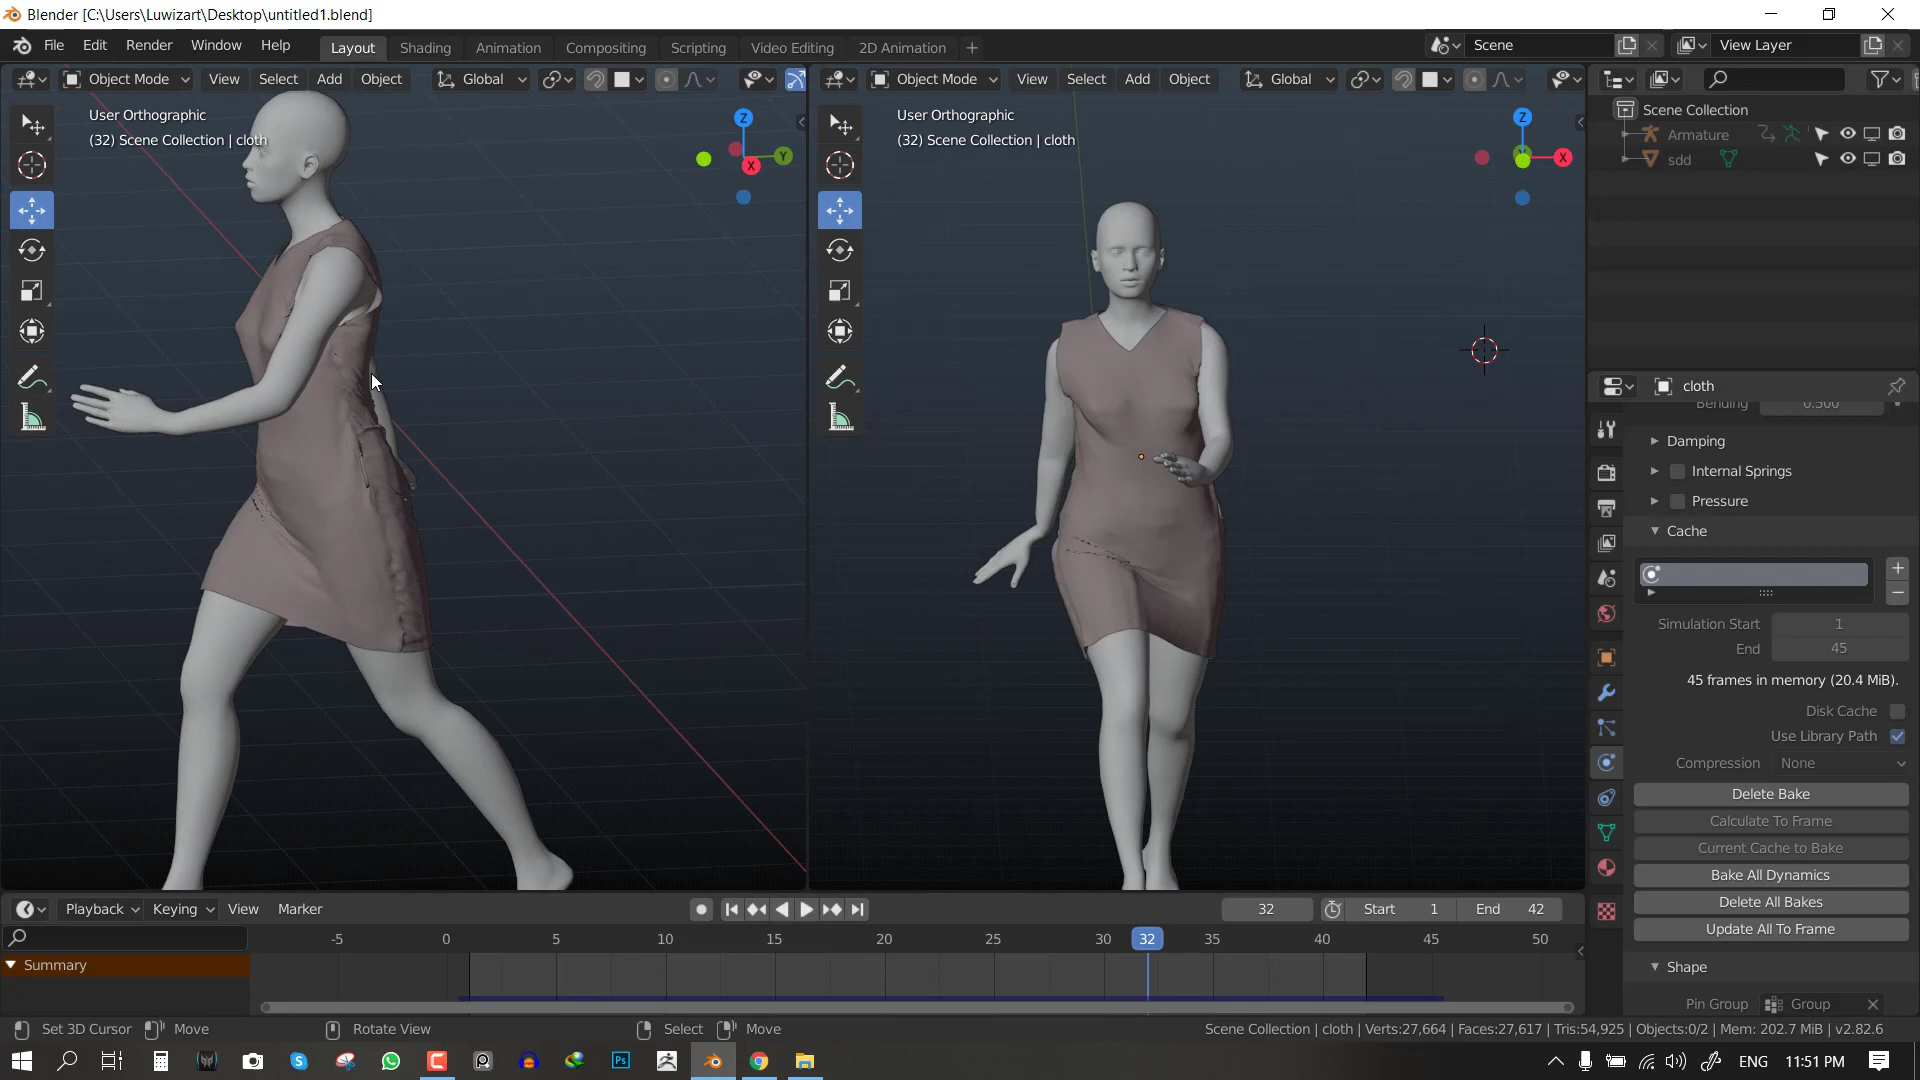 Blender [C:\Users\Luwizart\Desktop\untitled1.blend]
File Edit Render Window Help Layout Shading Animation Compositing Scripting Video Editing 2D Animation + Scene View Layer
Object Mode View Select Add Object Global
Object Mode View Select Add Object Global
User Orthographic
(32) Scene Collection | cloth
Z
Y
X
User Orthographic
(32) Scene Collection | cloth
Z
X
Scene Collection
Armature
sdd
cloth
Bending 0.500
Damping
Internal Springs
Pressure
Cache
Simulation Start 1
End 45
45 frames in memory (20.4 MiB).
Disk Cache
Use Library Path
Compression None
Delete Bake
Calculate To Frame
Current Cache to Bake
Bake All Dynamics
Delete All Bakes
Update All To Frame
Shape
Pin Group Group
Playback Keying View Marker 32 Start 1 End 42
-5 0 5 10 15 20 25 30 32 35 40 45 50
Summary
Set 3D Cursor Move Rotate View Select Move Scene Collection | cloth | Verts:27,664 | Faces:27,617 | Tris:54,925 | Objects:0/2 | Mem: 202.7 MiB | v2.82.6
Ps ENG 11:51 PM